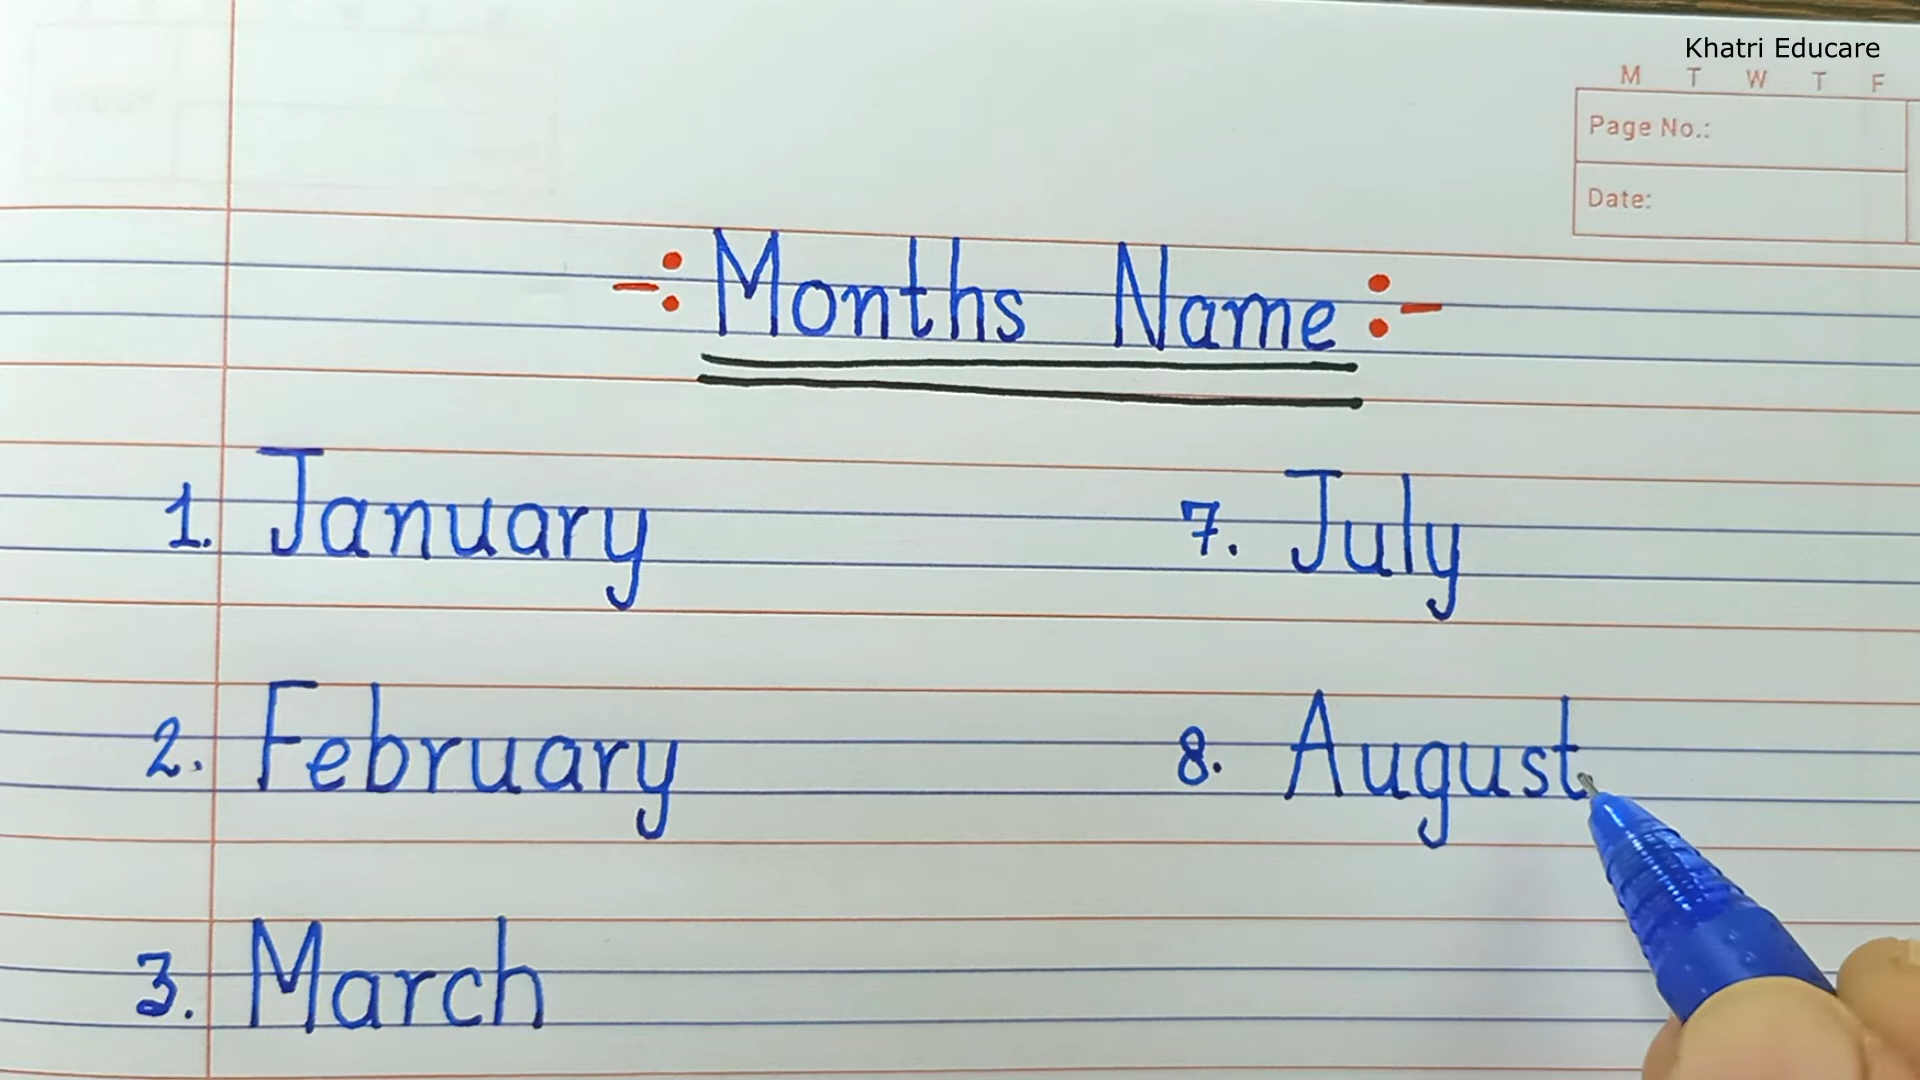 Khatri Educare
M T W T F
Page No.:
Date:
-: Months Name :-
1. January
7. July
2. February
8. August
3. March